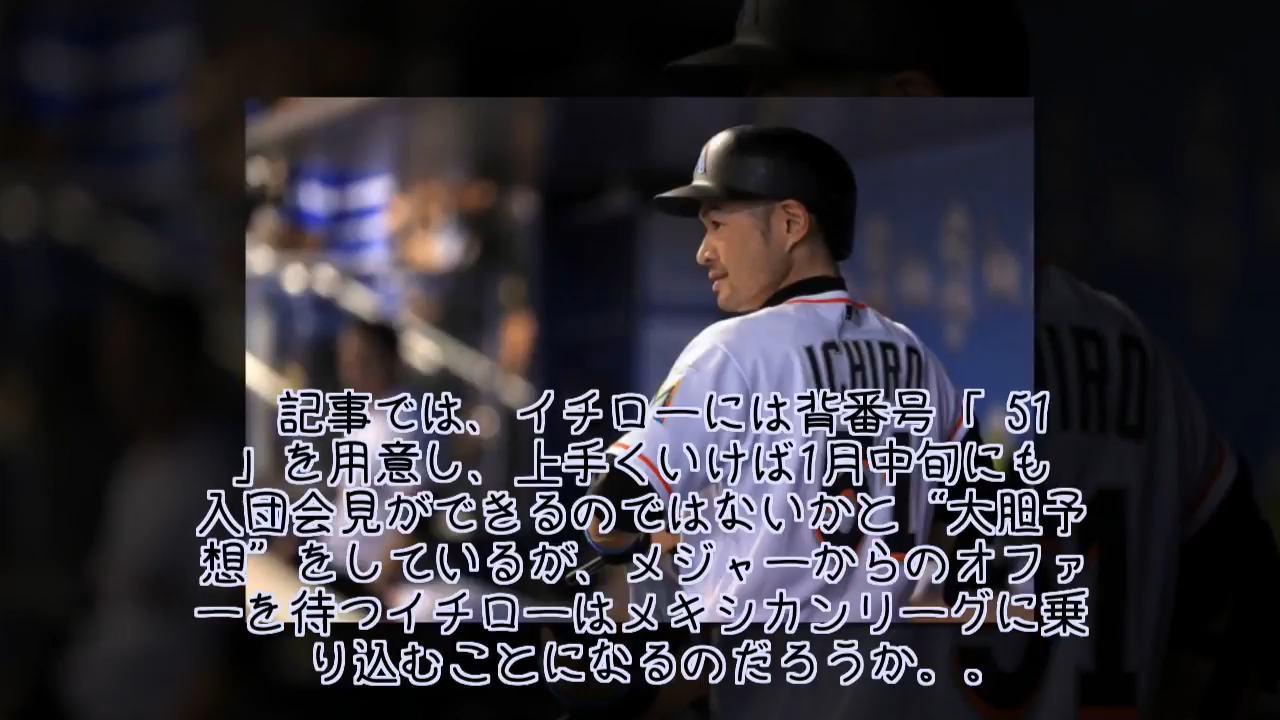 ICHIRO
51
記事では、イチローには背番号「 51
」を用意し、上手くいけば1月中旬にも
入団会見ができるのではないかと“大胆予
想”をしているが、メジャーからのオファ
ーを待つイチローはメキシカンリーグに乗
り込むことになるのだろうか。.